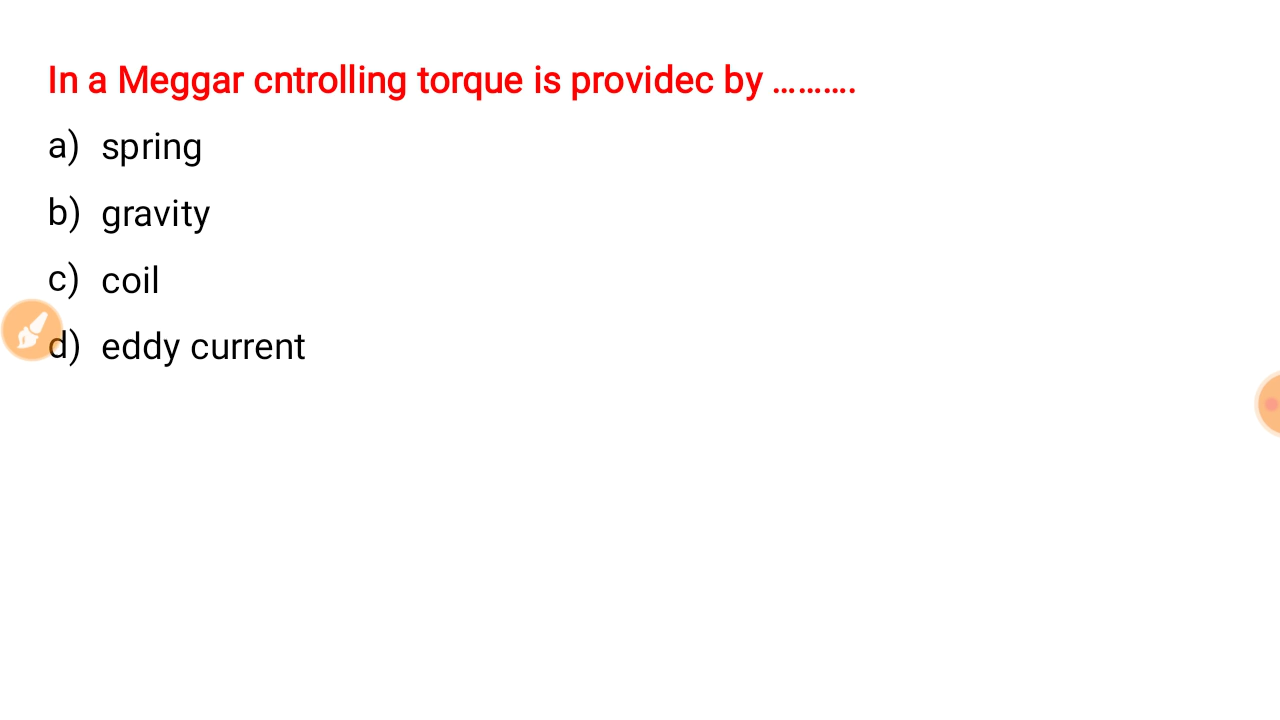 In a Meggar cntrolling torque is providec by ..........
a) spring
b) gravity
c) coil
d) eddy current